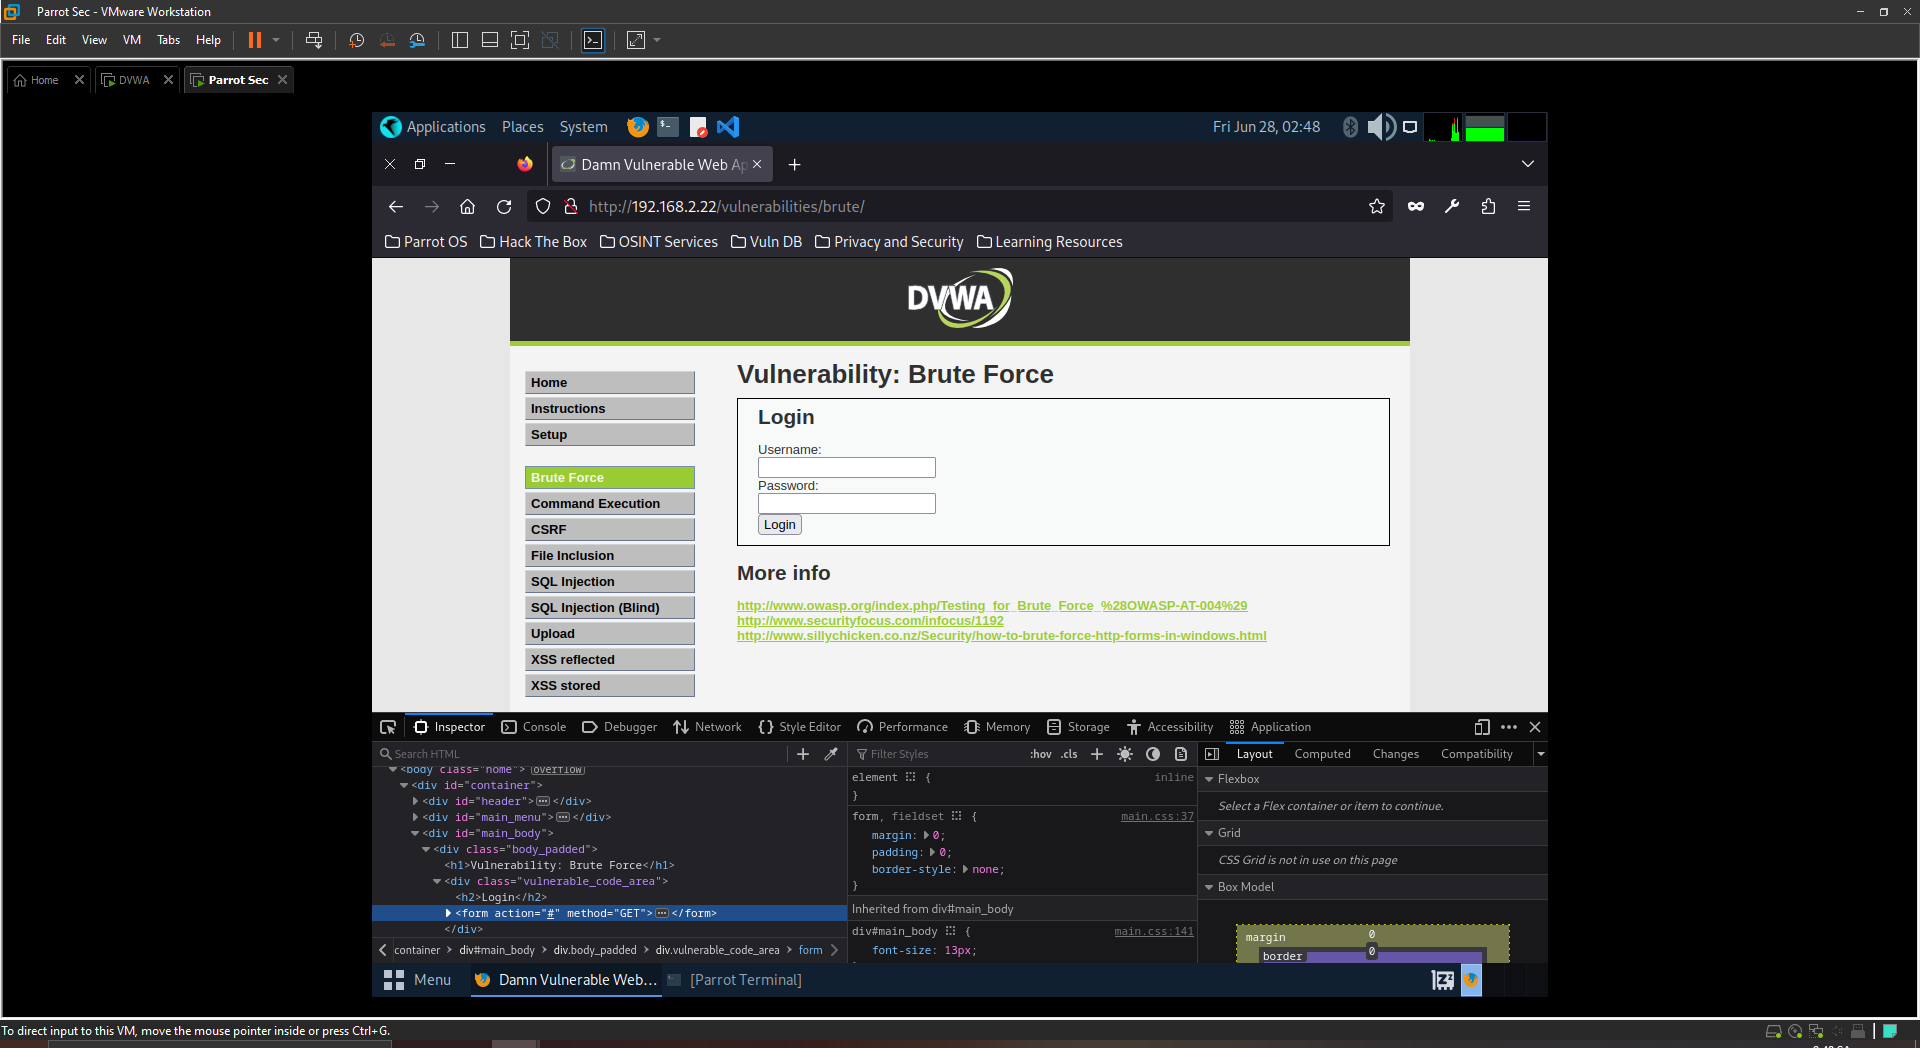 Parrot Sec - VMware Workstation
File Edit View VM Tabs Help
Home DVWA Parrot Sec
Applications Places System Fri Jun 28, 02:48
Damn Vulnerable Web Ap
http://192.168.2.22/vulnerabilities/brute/
Parrot OS Hack The Box OSINT Services Vuln DB Privacy and Security Learning Resources
DVWA
Home
Instructions
Setup
Brute Force
Command Execution
CSRF
File Inclusion
SQL Injection
SQL Injection (Blind)
Upload
XSS reflected
XSS stored
Vulnerability: Brute Force
Login
Username:
Password:
Login
More info
http://www.owasp.org/index.php/Testing_for_Brute_Force_%28OWASP-AT-004%29
http://www.securityfocus.com/infocus/1192
http://www.sillychicken.co.nz/Security/how-to-brute-force-http-forms-in-windows.html
Inspector Console Debugger Network Style Editor Performance Memory Storage Accessibility Application
Search HTML
<body class="home"> overflow
<div id="container">
<div id="header"> </div>
<div id="main_menu"> </div>
<div id="main_body">
<div class="body_padded">
<h1>Vulnerability: Brute Force</h1>
<div class="vulnerable_code_area">
<h2>Login</h2>
<form action="#" method="GET"> </form>
</div>
container > div#main_body > div.body_padded > div.vulnerable_code_area > form
Filter Styles :hov .cls
element { inline
}
form, fieldset { main.css:37
margin: 0;
padding: 0;
border-style: none;
}
Inherited from div#main_body
div#main_body { main.css:141
font-size: 13px;
Layout Computed Changes Compatibility
Flexbox
Select a Flex container or item to continue.
Grid
CSS Grid is not in use on this page
Box Model
margin 0
border 0
Menu Damn Vulnerable Web... [Parrot Terminal]
To direct input to this VM, move the mouse pointer inside or press Ctrl+G.